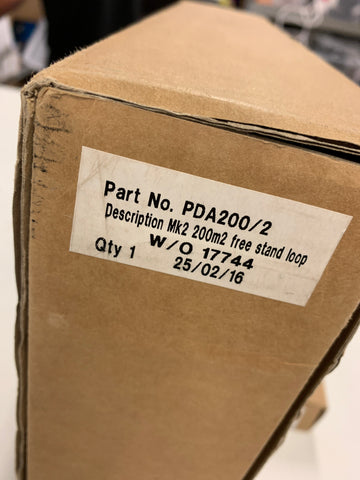 Part No. PDA200/2
Description Mk2 200m2 free stand loop
W/O 17744
Qty 1 25/02/16